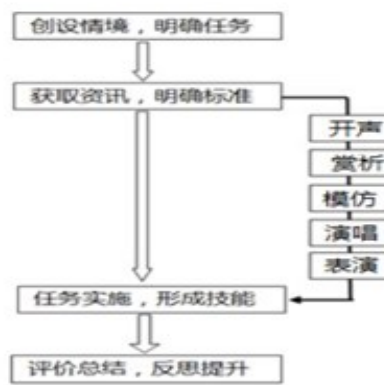 创设情境，明确任务
获取资讯，明确标准
开声
赏析
模仿
演唱
表演
任务实施，形成技能
评价总结，反思提升